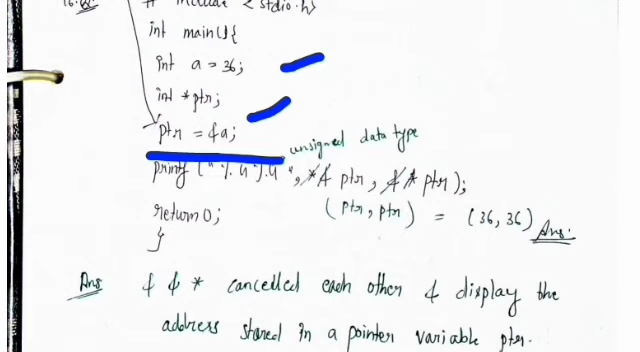 16. Q. # include <stdio.h>
int main(){
int a = 36;
int *ptr;
ptr = &a;
unsigned data type
printf ("%u %u", *& ptr, &* ptr);
return 0; (ptr, ptr) = (36, 36) Ans.
}
Ans & & * cancelled each other & display the
address stored in a pointer variable ptr.